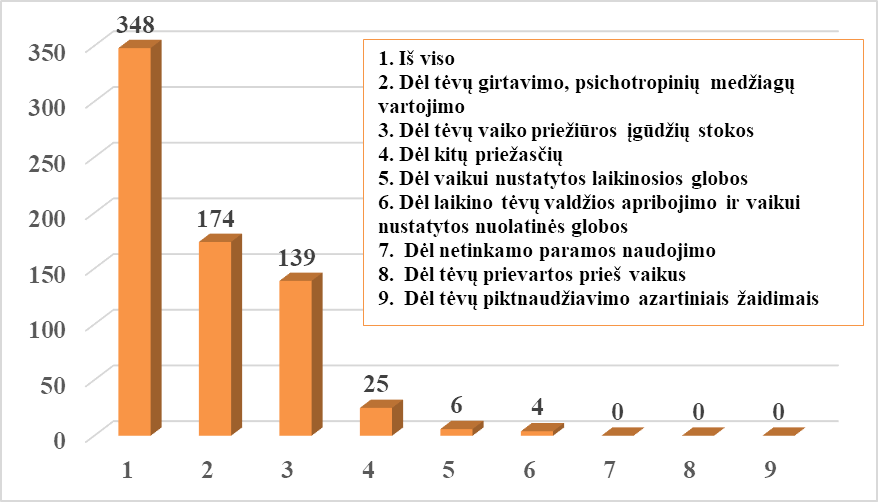 348
350
1. Iš viso
2. Dėl tėvų girtavimo, psichotropinių medžiagų
vartojimo
3. Dėl tėvų vaiko priežiūros įgūdžių stokos
4. Dėl kitų priežasčių
5. Dėl vaikui nustatytos laikinosios globos
6. Dėl laikino tėvų valdžios apribojimo ir vaikui
nustatytos nuolatinės globos
7. Dėl netinkamo paramos naudojimo
8. Dėl tėvų prievartos prieš vaikus
9. Dėl tėvų piktnaudžiavimo azartiniais žaidimais
300
250
200
174
139
150
100
50
25
6
4
0
0
0
0
1 2 3 4 5 6 7 8 9